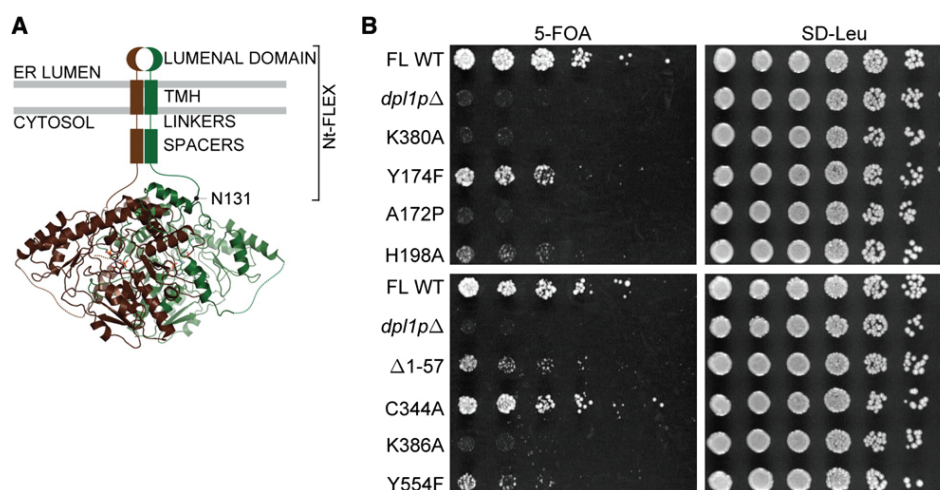 A
LUMENAL DOMAIN
ER LUMEN
TMH
CYTOSOL
LINKERS
SPACERS
Nt-FLEX
N131
B
5-FOA
SD-Leu
FL WT
dpl1pΔ
K380A
Y174F
A172P
H198A
FL WT
dpl1pΔ
Δ1-57
C344A
K386A
Y554F